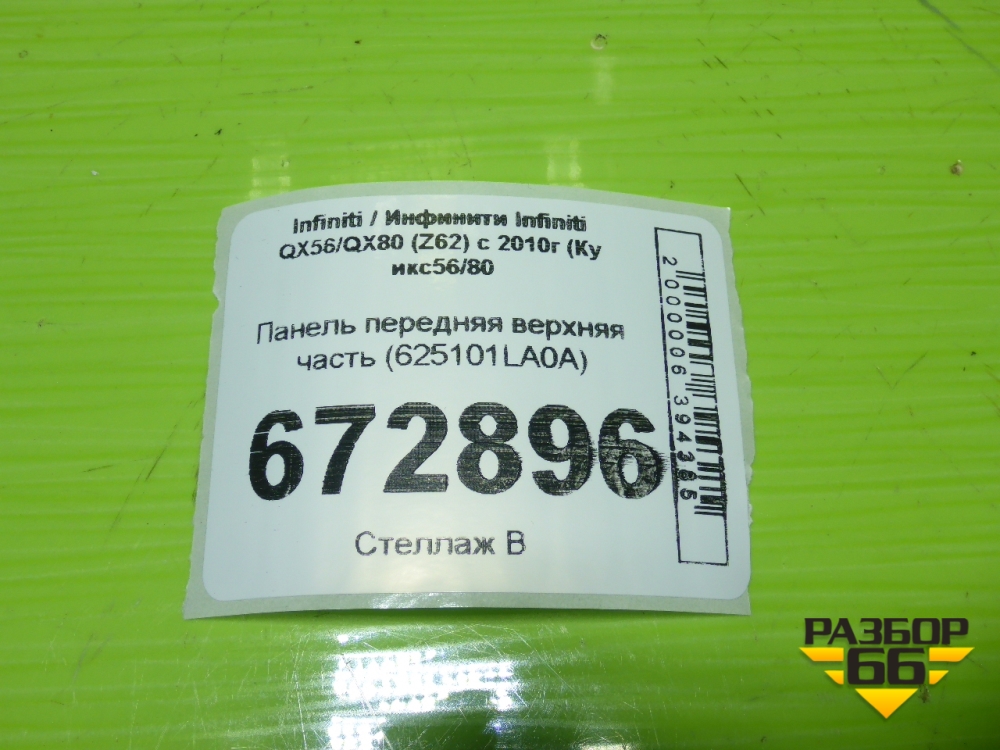 Infiniti / Инфинити Infiniti
QX56/QX80 (Z62) с 2010г (Ку
икс56/80
Панель передняя верхняя
часть (625101LA0A)
672896
Стеллаж В
2000006394385
РАЗБОР
66